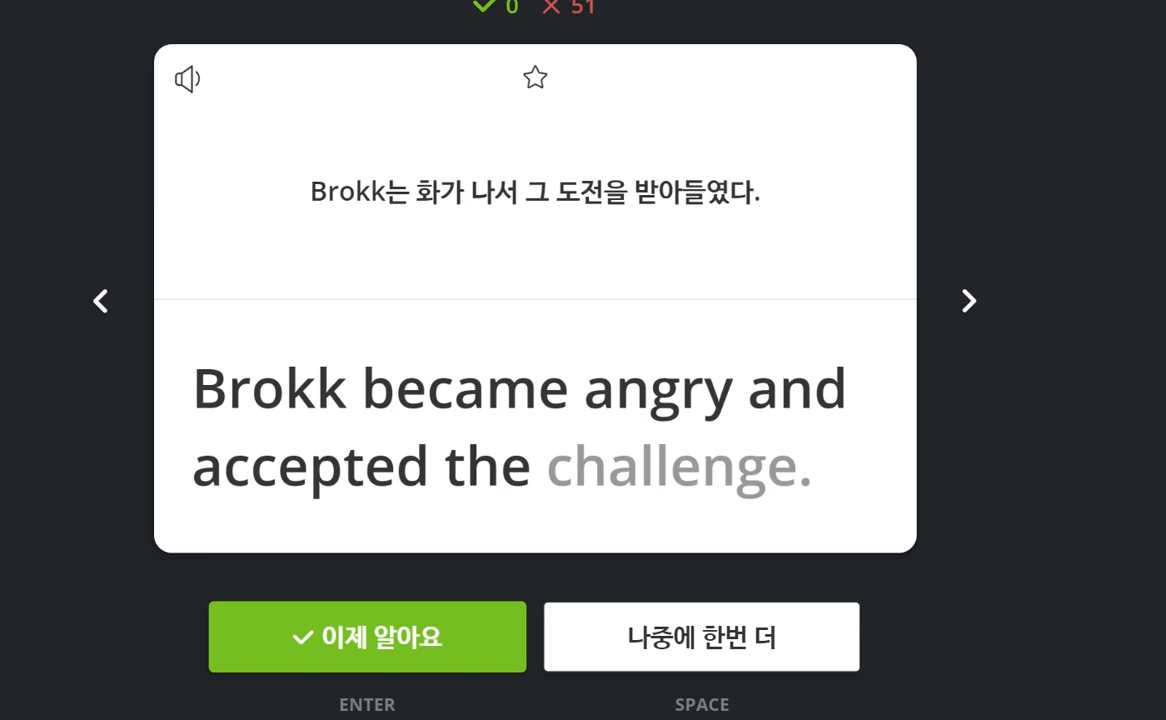 0 51
Brokk는 화가 나서 그 도전을 받아들였다.
Brokk became angry and
accepted the challenge.
이제 알아요 나중에 한번 더
ENTER SPACE